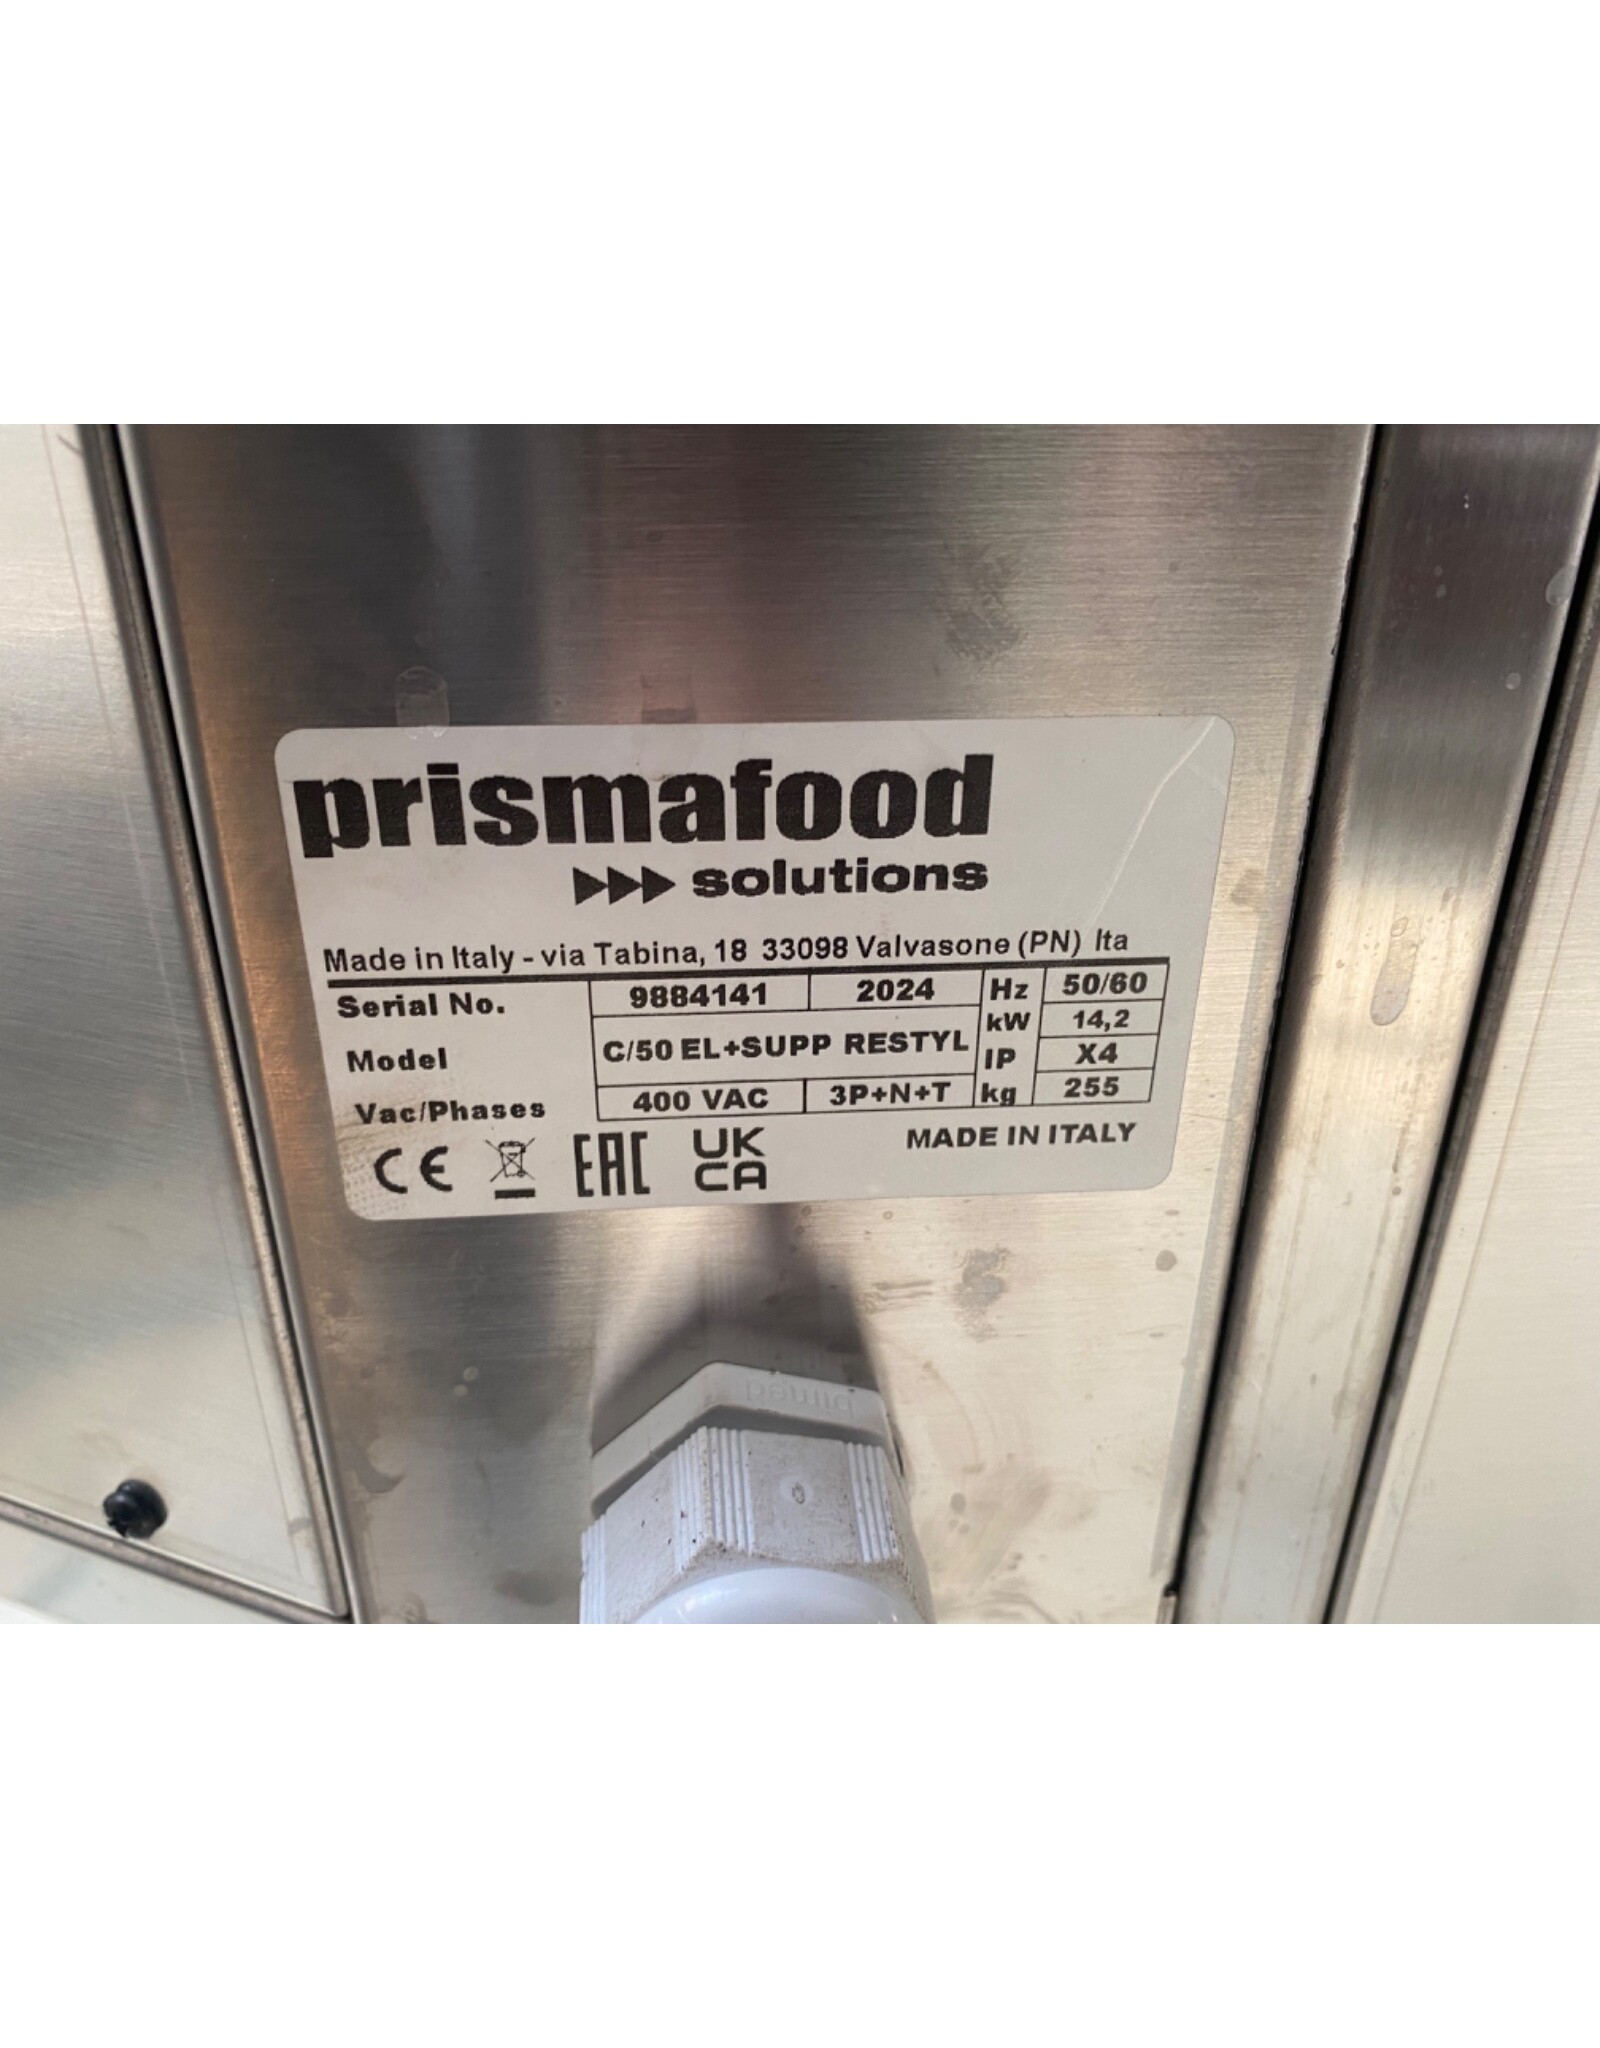 prismafood
solutions
Made in Italy - via Tabina, 18 33098 Valvasone (PN) Ita
Serial No. 9884141 2024 Hz 50/60
kW 14,2
Model C/50 EL+SUPP RESTYL IP X4
Vac/Phases 400 VAC 3P+N+T kg 255
CE EAC UK CA MADE IN ITALY